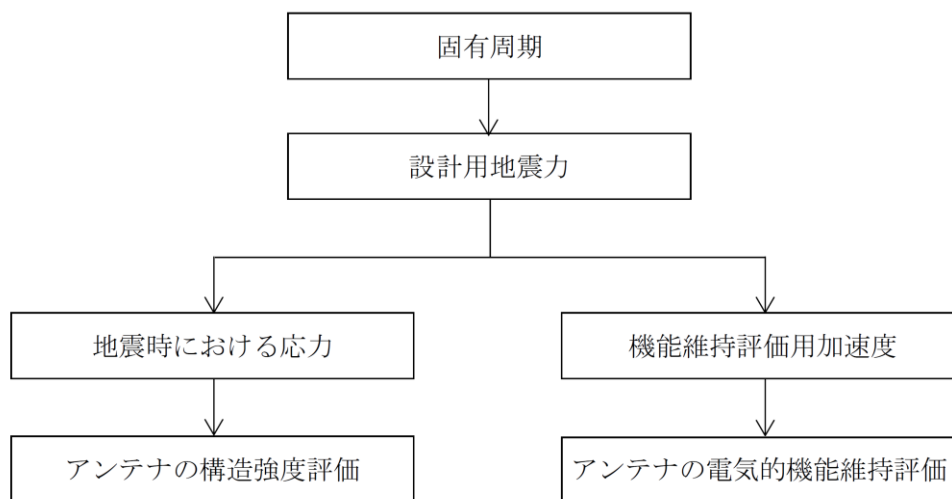 固有周期
設計用地震力
地震時における応力
機能維持評価用加速度
アンテナの構造強度評価
アンテナの電気的機能維持評価